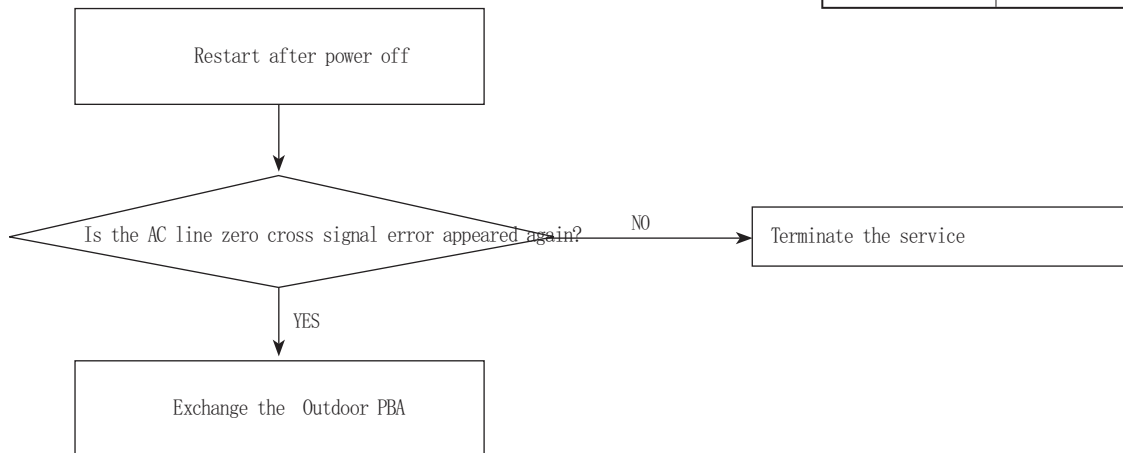 Restart after power off
Is the AC line zero cross signal error appeared again?
NO
Terminate the service
YES
Exchange the Outdoor PBA